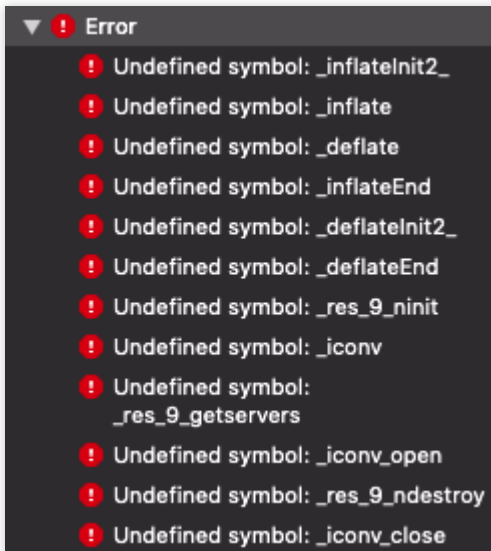 Error
Undefined symbol: _inflateInit2_
Undefined symbol: _inflate
Undefined symbol: _deflate
Undefined symbol: _inflateEnd
Undefined symbol: _deflateInit2_
Undefined symbol: _deflateEnd
Undefined symbol: _res_9_ninit
Undefined symbol: _iconv
Undefined symbol:
_res_9_getservers
Undefined symbol: _iconv_open
Undefined symbol: _res_9_ndestroy
Undefined symbol: _iconv_close